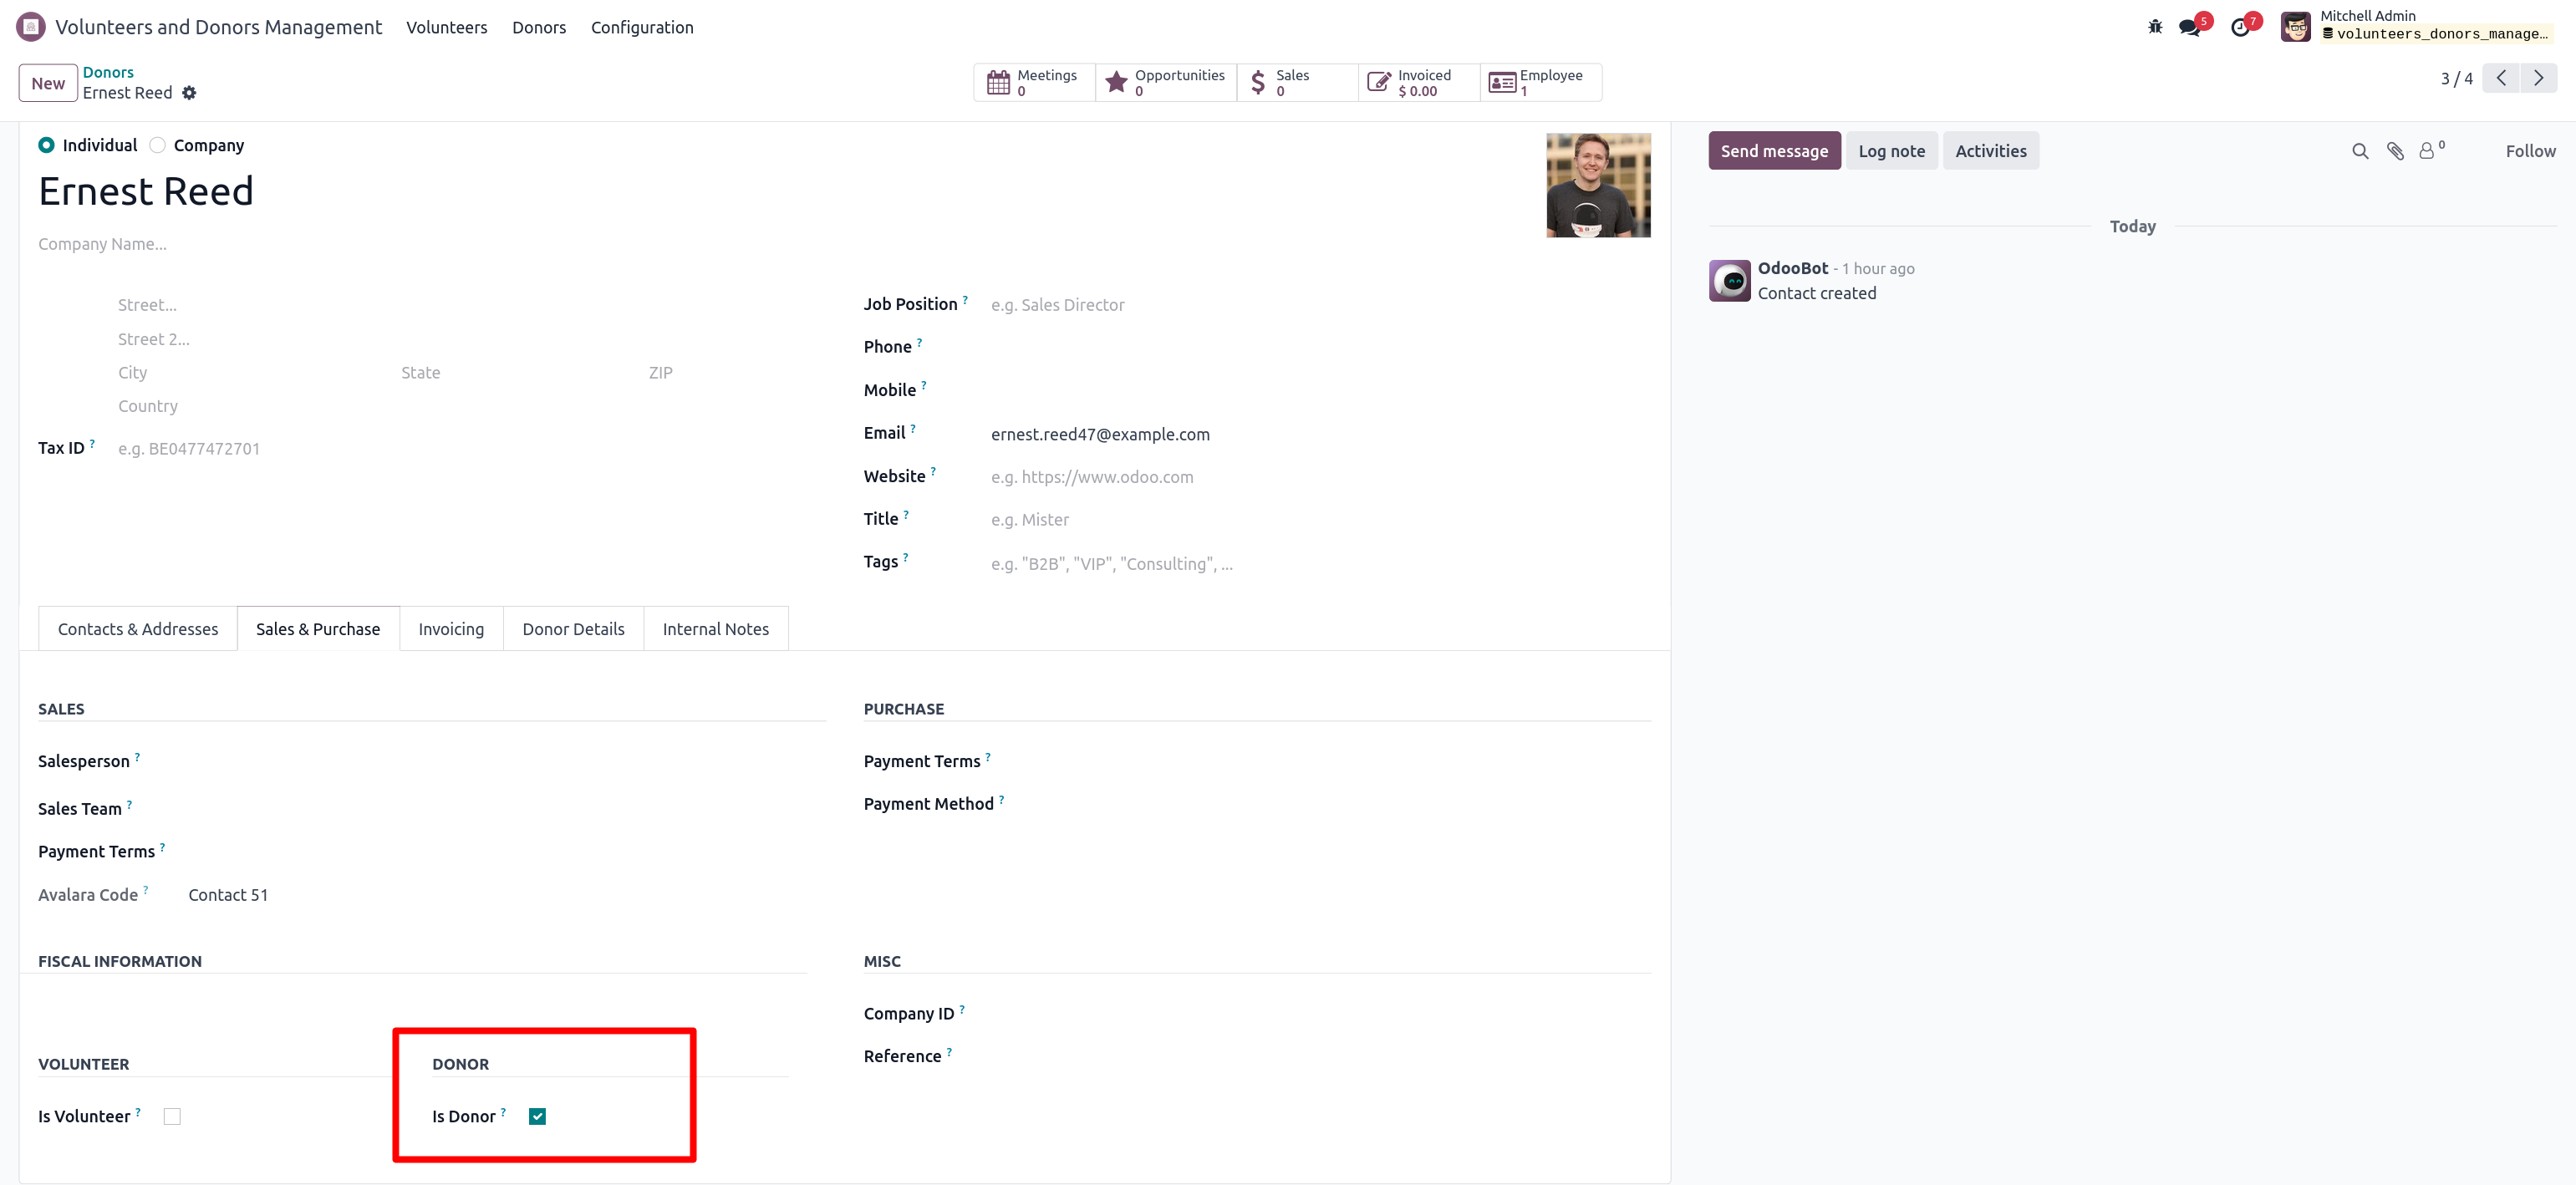 Volunteers and Donors Management Volunteers Donors Configuration 5 7 Mitchell Admin
volunteers_donors_manage...
New Donors
Ernest Reed
Meetings 0 Opportunities 0 Sales 0 Invoiced $ 0.00 Employee 1
3 / 4
Individual Company
Ernest Reed
Company Name...
Street...
Street 2...
City State ZIP
Country
Tax ID ? e.g. BE0477472701
Job Position ? e.g. Sales Director
Phone ?
Mobile ?
Email ? ernest.reed47@example.com
Website ? e.g. https://www.odoo.com
Title ? e.g. Mister
Tags ? e.g. "B2B", "VIP", "Consulting", ...
Contacts & Addresses Sales & Purchase Invoicing Donor Details Internal Notes
SALES
Salesperson ?
Sales Team ?
Payment Terms ?
Avalara Code ? Contact 51
PURCHASE
Payment Terms ?
Payment Method ?
FISCAL INFORMATION
MISC
Company ID ?
Reference ?
VOLUNTEER
Is Volunteer ?
DONOR
Is Donor ?
Send message Log note Activities 0 Follow
Today
OdooBot - 1 hour ago
Contact created